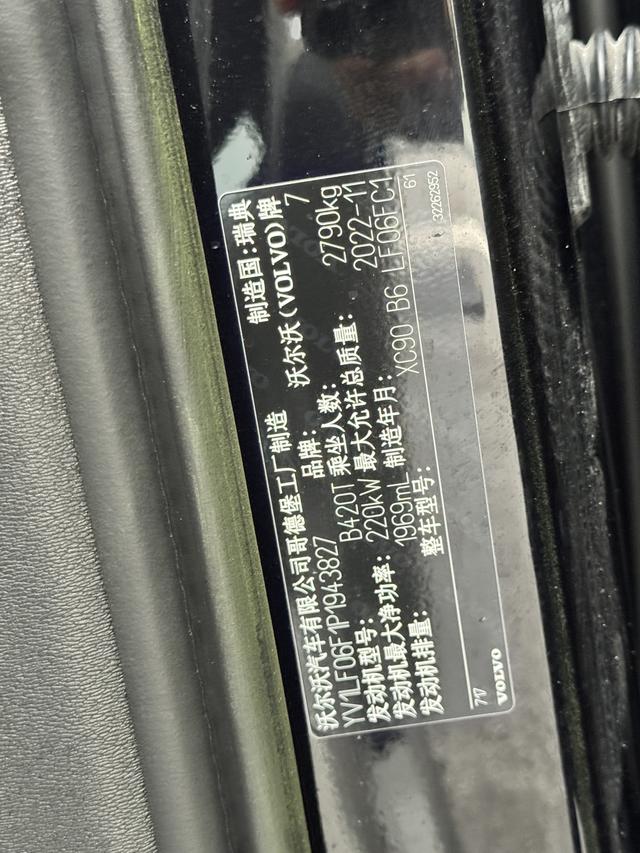 沃尔沃汽车有限公司哥德堡工厂制造 制造国:瑞典
YV1LF06F1P1943827 品牌: 沃尔沃(VOLVO)牌
发动机型号: B420T 乘坐人数: 7
发动机最大净功率: 220kW 最大允许总质量: 2790kg
发动机排量: 1969mL 制造年月: 2022-11
整车型号: XC90 B6 LF06FC1
61
717 32262952
VOLVO